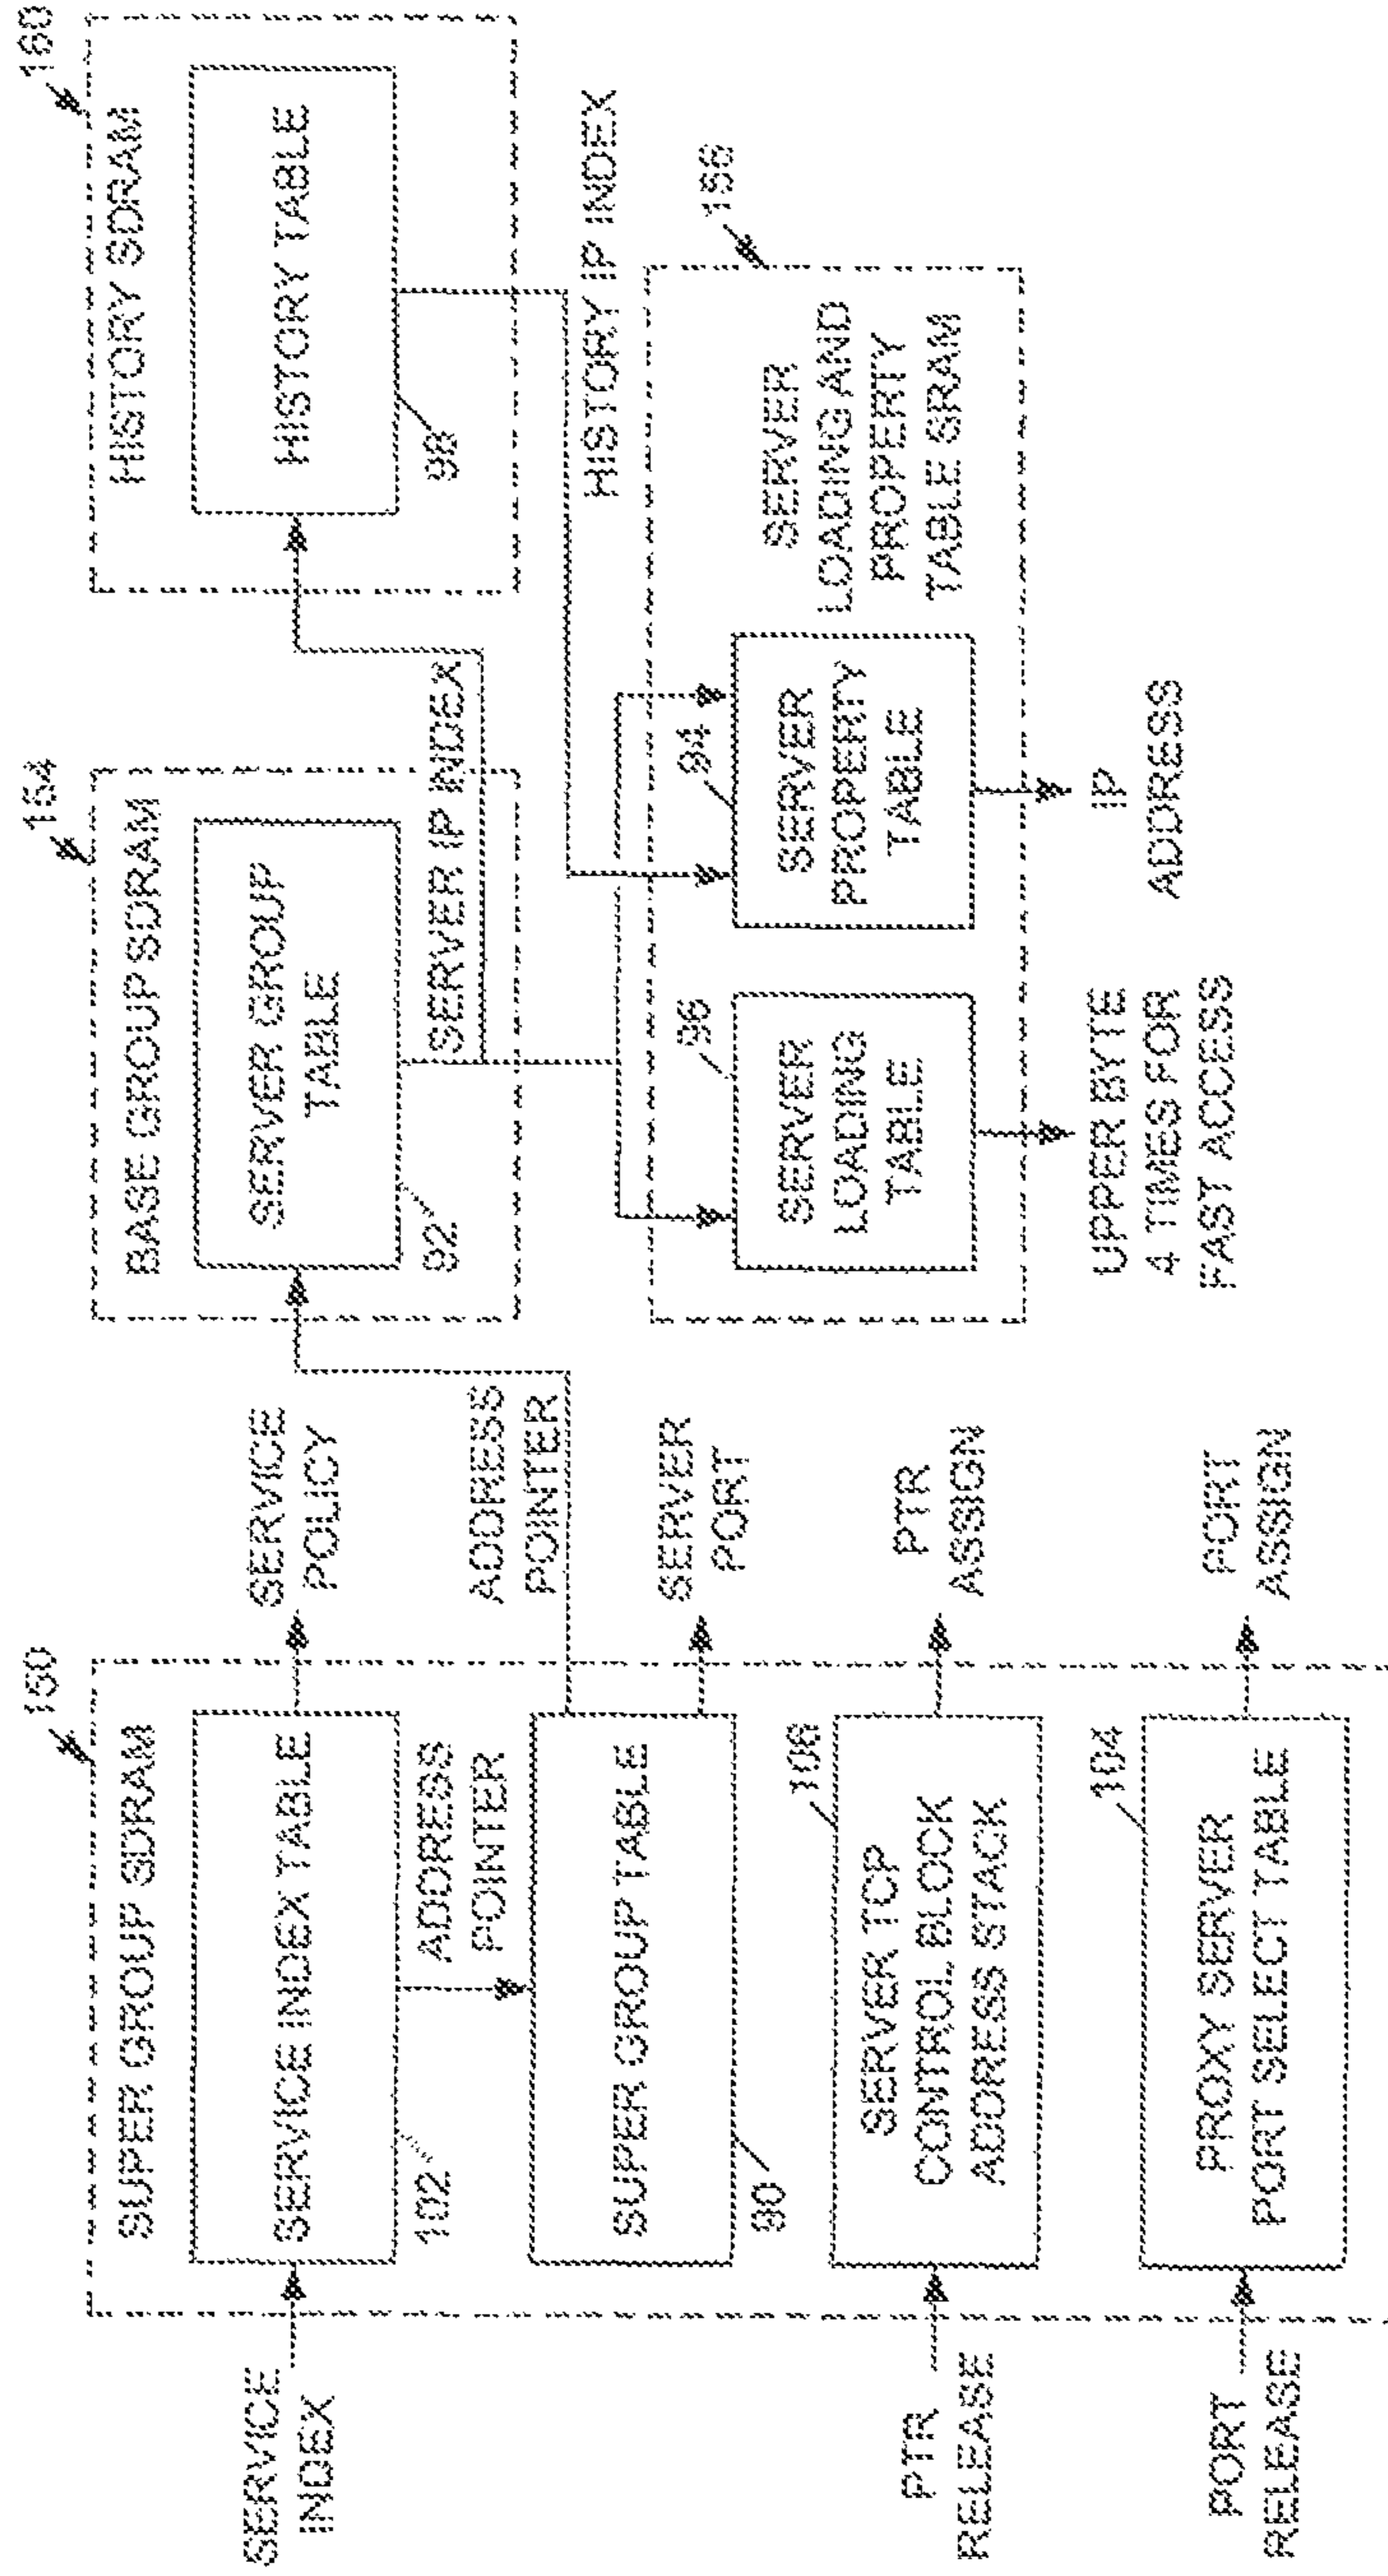 150
SUPER GROUP SDRAM
SERVICE
INDEX
SERVICE INDEX TABLE
102
SERVICE
POLICY
ADDRESS
POINTER
SUPER GROUP TABLE
90
ADDRESS
POINTER
SERVER
PORT
PTR
RELEASE
SERVER TCP
CONTROL BLOCK
ADDRESS STACK
PTR
ASSIGN
PORT
RELEASE
104
PROXY SERVER
PORT SELECT TABLE
PORT
ASSIGN
154
BASE GROUP SDRAM
SERVER GROUP
TABLE
92
SERVER IP INDEX
160
HISTORY SDRAM
HISTORY TABLE
98
HISTORY IP INDEX
96
SERVER
LOADING
TABLE
94
SERVER
PROPERTY
TABLE
SERVER
LOADING AND
PROPERTY
TABLE SRAM
UPPER BYTE
4 TIMES FOR
FAST ACCESS
IP
ADDRESS